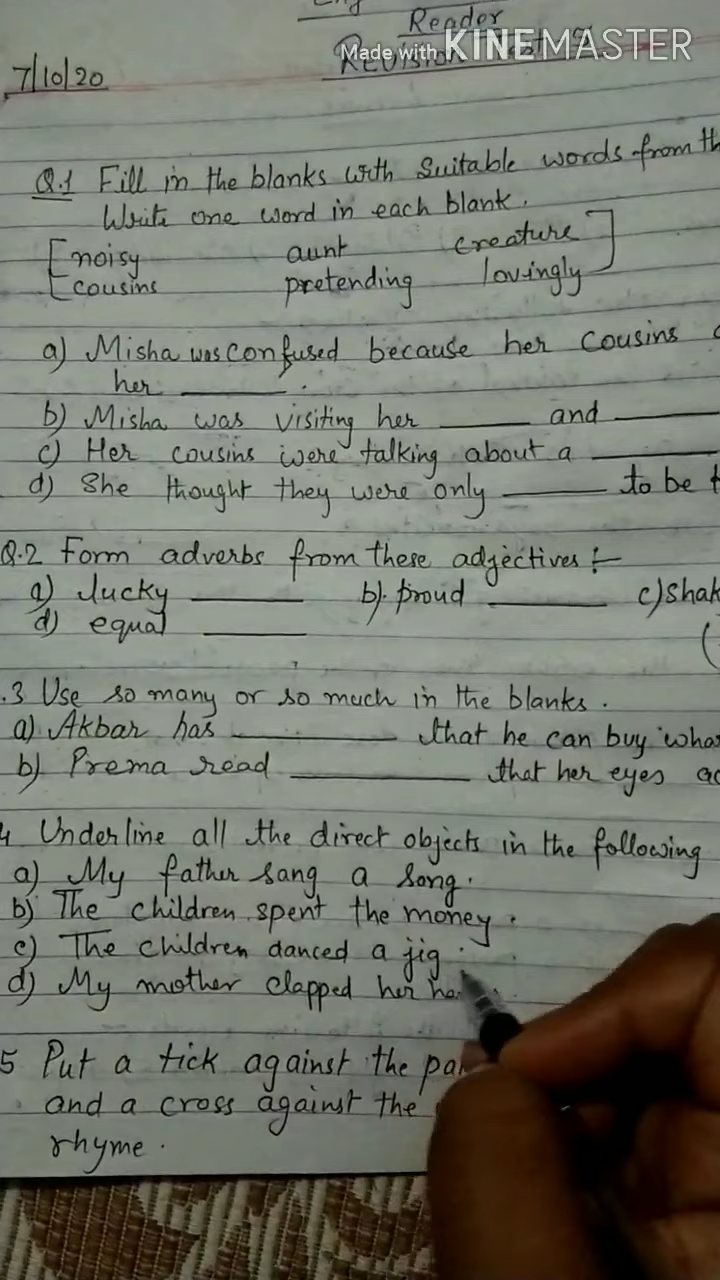 Reader
Made with KINEMASTER
7/10/20
Q.1 Fill in the blanks with suitable words from th
Write one word in each blank.
[noisy aunt creature]
[cousins pretending lovingly
a) Misha was confused because her cousins
her ______.
b) Misha was visiting her ______ and ______
c) Her cousins were talking about a ______
d) She thought they were only ______ to be
Q.2 Form adverbs from these adjectives :-
a) lucky ______ b) proud ______ c) shak
d) equal ______
.3 Use so many or so much in the blanks.
a) Akbar has ______ that he can buy wha
b) Prema read ______ that her eyes
4 Underline all the direct objects in the following
a) My father sang a song.
b) The children spent the money.
c) The children danced a jig.
d) My mother clapped her ha
5 Put a tick against the pa
and a cross against the
rhyme.